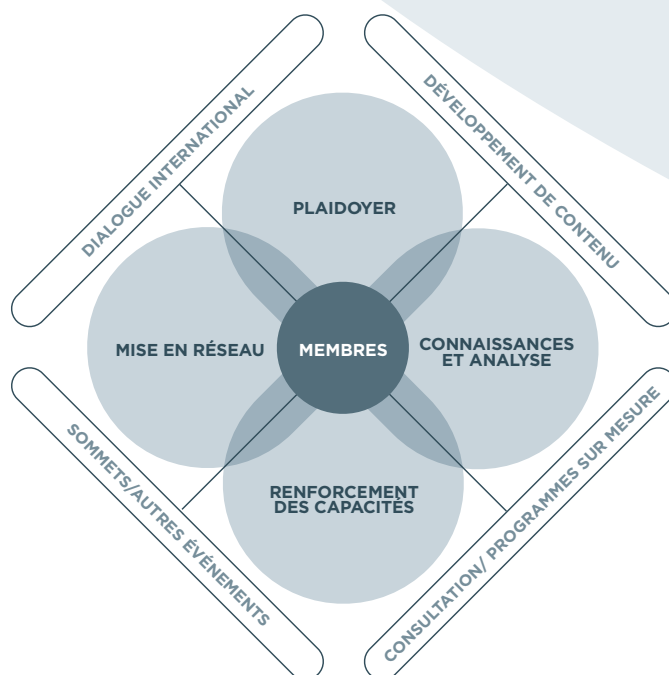 DIALOGUE INTERNATIONAL
DÉVELOPPEMENT DE CONTENU
PLAIDOYER
MISE EN RÉSEAU
MEMBRES
CONNAISSANCES
ET ANALYSE
RENFORCEMENT
DES CAPACITÉS
SOMMETS/AUTRES ÉVÉNEMENTS
CONSULTATION/ PROGRAMMES SUR MESURE